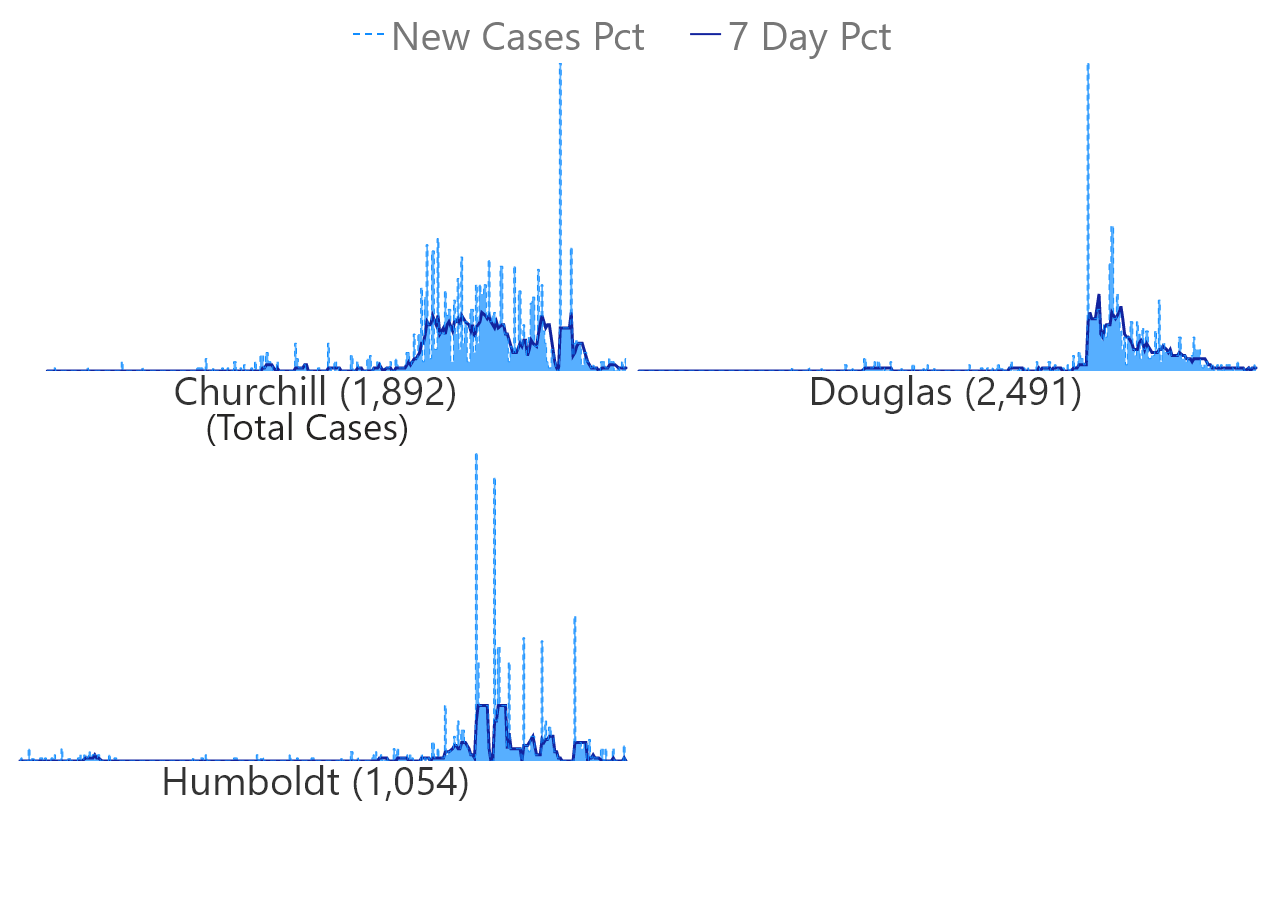 New Cases Pct 7 Day Pct
Churchill (1,892)
(Total Cases)
Douglas (2,491)
Humboldt (1,054)